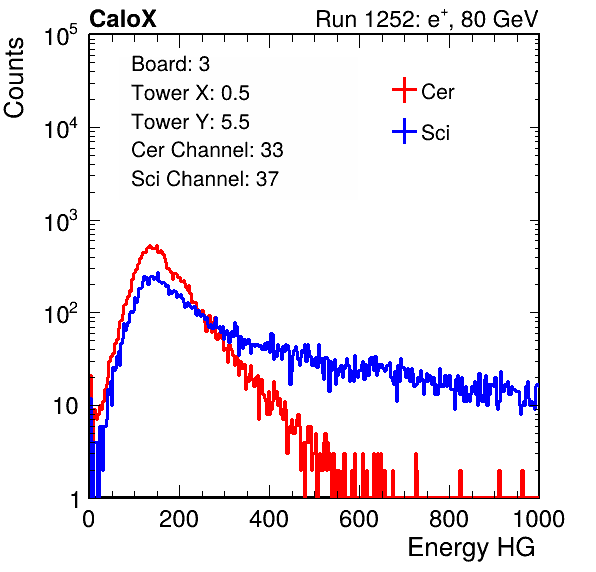 CaloX Run 1252: e⁺, 80 GeV
Counts
10⁵
10⁴
10³
10²
10
1
Board: 3
Tower X: 0.5
Tower Y: 5.5
Cer Channel: 33
Sci Channel: 37
Cer
Sci
0 200 400 600 800 1000
Energy HG